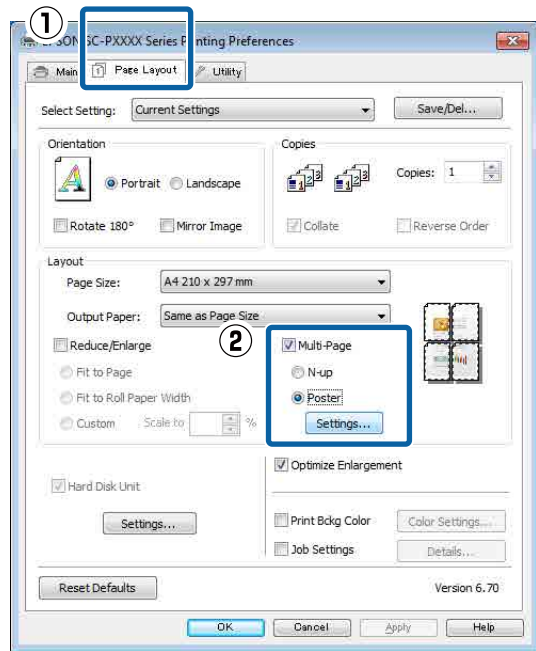 1
EPSON SC-PXXXX Series Printing Preferences
Main Page Layout Utility
Select Setting: Current Settings Save/Del...
Orientation Copies
Portrait Landscape Copies: 1
Rotate 180° Mirror Image Collate Reverse Order
Layout
Page Size: A4 210 x 297 mm
Output Paper: Same as Page Size
2
Reduce/Enlarge Multi-Page
Fit to Page N-up
Fit to Roll Paper Width Poster
Custom Scale to % Settings...
Optimize Enlargement
Hard Disk Unit
Settings... Print Bckg Color Color Settings...
Job Settings Details...
Reset Defaults Version 6.70
OK Cancel Apply Help